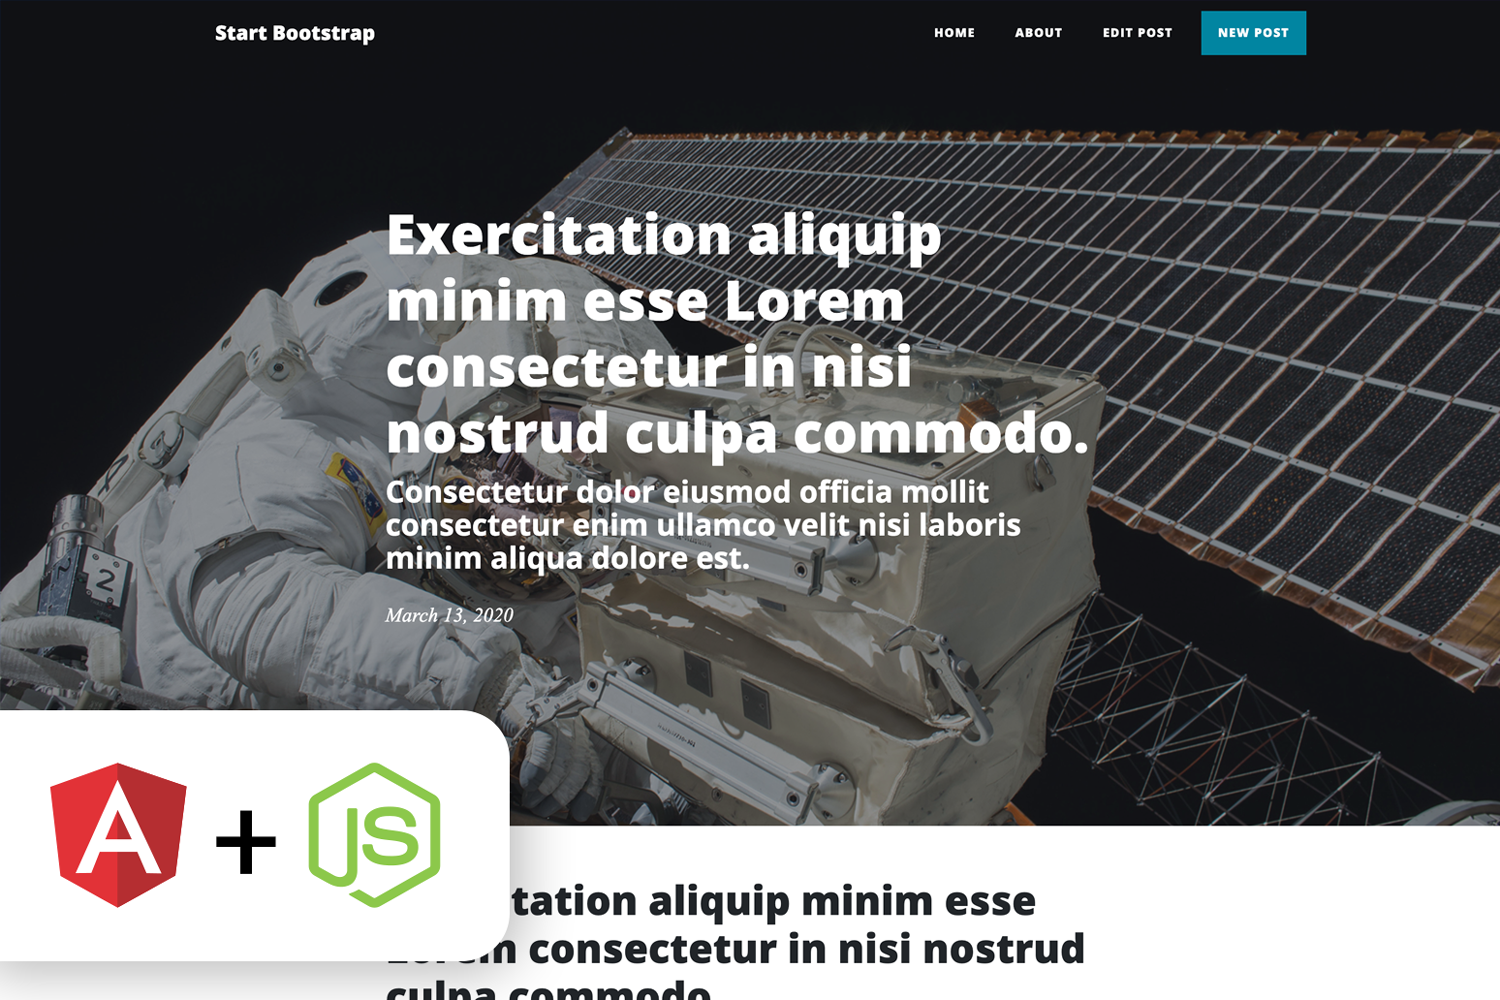 Start Bootstrap
HOME ABOUT EDIT POST NEW POST
Exercitation aliquip
minim esse Lorem
consectetur in nisi
nostrud culpa commodo.
Consectetur dolor eiusmod officia mollit
consectetur enim ullamco velit nisi laboris
minim aliqua dolore est.
March 13, 2020
2
A + JS
tation aliquip minim esse
consectetur in nisi nostrud
culpa commodo